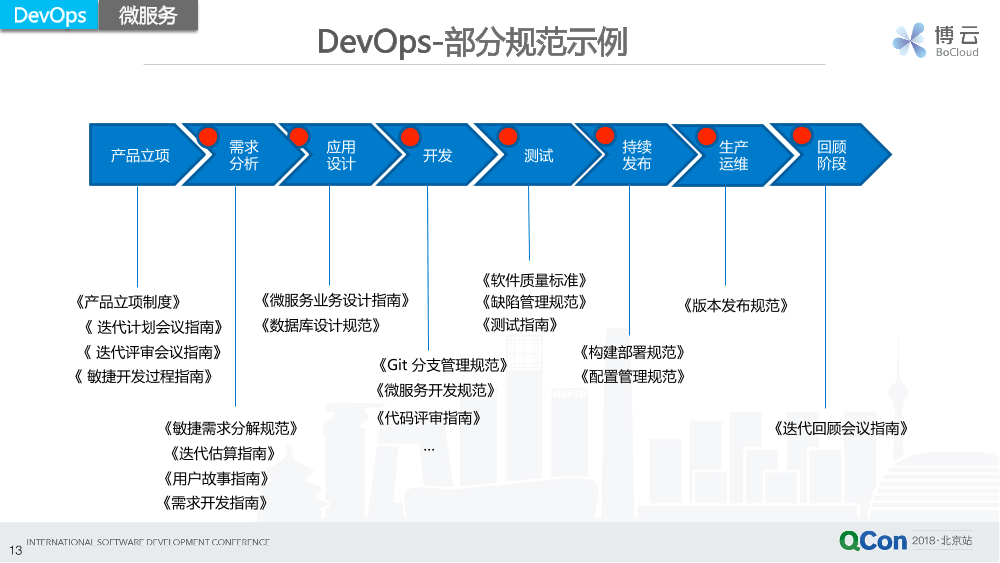 DevOps
微服务
DevOps-部分规范示例
博云
BoCloud
产品立项
需求
分析
应用
设计
开发
测试
持续
发布
生产
运维
回顾
阶段
《产品立项制度》
《 迭代计划会议指南》
《 迭代评审会议指南》
《 敏捷开发过程指南》
《敏捷需求分解规范》
《迭代估算指南》
《用户故事指南》
《需求开发指南》
《微服务业务设计指南》
《数据库设计规范》
《Git 分支管理规范》
《微服务开发规范》
《代码评审指南》
...
《软件质量标准》
《缺陷管理规范》
《测试指南》
《构建部署规范》
《配置管理规范》
《版本发布规范》
《迭代回顾会议指南》
13
INTERNATIONAL SOFTWARE DEVELOPMENT CONFERENCE
QCon 2018·北京站